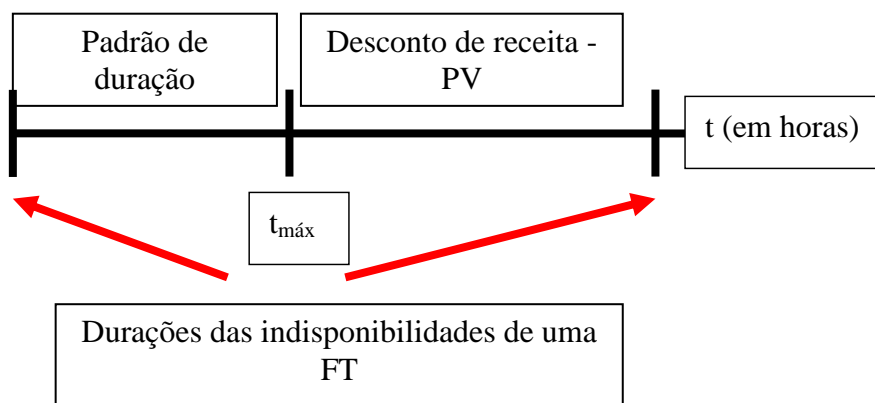 Padrão de
duração
Desconto de receita -
PV
t (em horas)
tmáx
Durações das indisponibilidades de uma
FT